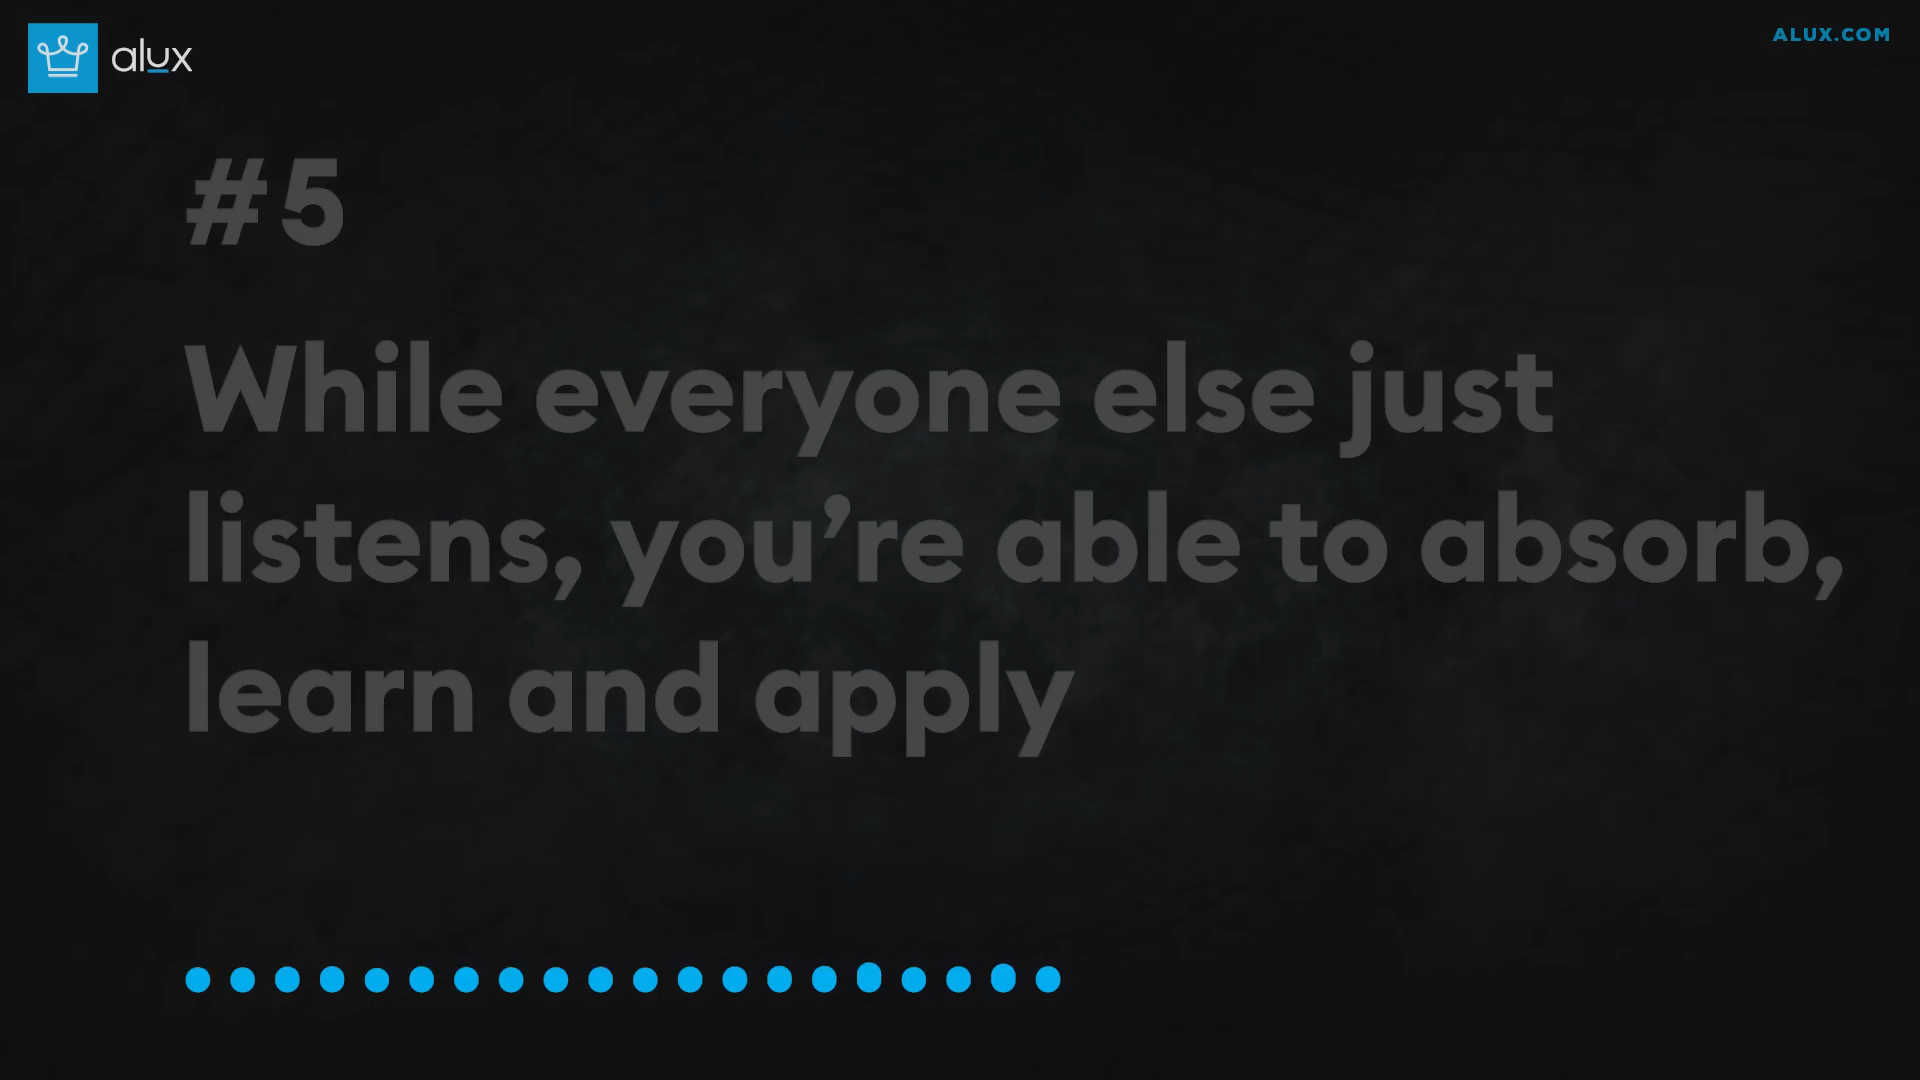 alux
ALUX.COM
#5
While everyone else just
listens, you’re able to absorb,
learn and apply